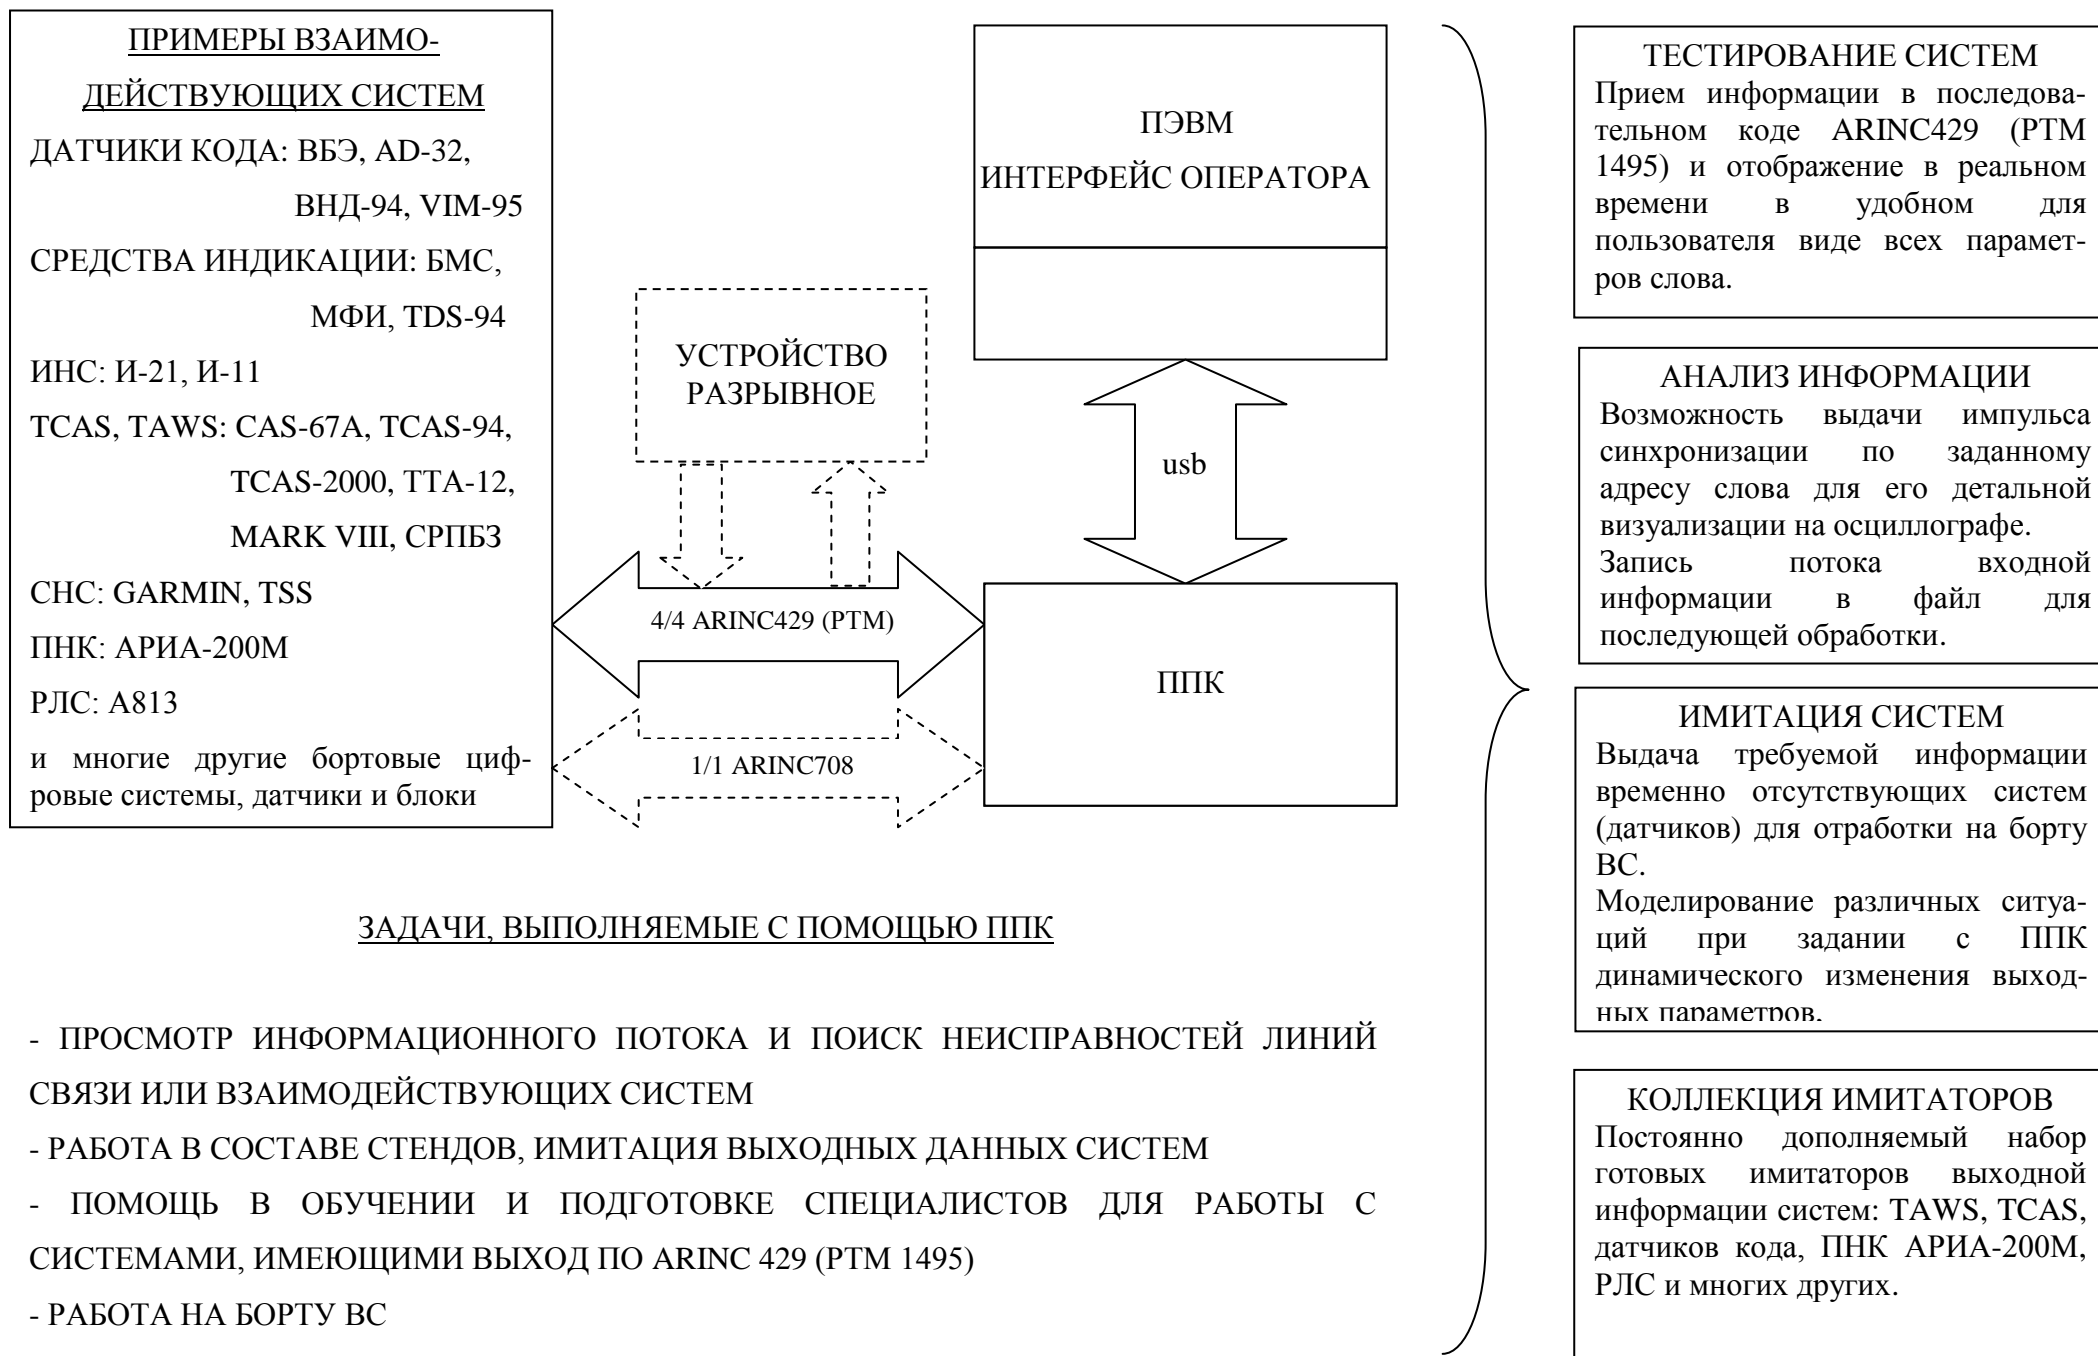 ПРИМЕРЫ ВЗАИМО-
ДЕЙСТВУЮЩИХ СИСТЕМ
ДАТЧИКИ КОДА: ВБЭ, AD-32,
ВНД-94, VIM-95
СРЕДСТВА ИНДИКАЦИИ: БМС,
МФИ, TDS-94
ИНС: И-21, И-11
TCAS, TAWS: CAS-67A, TCAS-94,
TCAS-2000, TTA-12,
MARK VIII, СРПБЗ
СНС: GARMIN, TSS
ПНК: АРИА-200М
РЛС: А813
и многие другие бортовые циф-
ровые системы, датчики и блоки
УСТРОЙСТВО
РАЗРЫВНОЕ
4/4 ARINC429 (РТМ)
1/1 ARINC708
ПЭВМ
ИНТЕРФЕЙС ОПЕРАТОРА
usb
ППК
ЗАДАЧИ, ВЫПОЛНЯЕМЫЕ С ПОМОЩЬЮ ППК
- ПРОСМОТР ИНФОРМАЦИОННОГО ПОТОКА И ПОИСК НЕИСПРАВНОСТЕЙ ЛИНИЙ
СВЯЗИ ИЛИ ВЗАИМОДЕЙСТВУЮЩИХ СИСТЕМ
- РАБОТА В СОСТАВЕ СТЕНДОВ, ИМИТАЦИЯ ВЫХОДНЫХ ДАННЫХ СИСТЕМ
- ПОМОЩЬ В ОБУЧЕНИИ И ПОДГОТОВКЕ СПЕЦИАЛИСТОВ ДЛЯ РАБОТЫ С
СИСТЕМАМИ, ИМЕЮЩИМИ ВЫХОД ПО ARINC 429 (РТМ 1495)
- РАБОТА НА БОРТУ ВС
ТЕСТИРОВАНИЕ СИСТЕМ
Прием информации в последова-
тельном коде ARINC429 (РТМ
1495) и отображение в реальном
времени в удобном для
пользователя виде всех парамет-
ров слова.
АНАЛИЗ ИНФОРМАЦИИ
Возможность выдачи импульса
синхронизации по заданному
адресу слова для его детальной
визуализации на осциллографе.
Запись потока входной
информации в файл для
последующей обработки.
ИМИТАЦИЯ СИСТЕМ
Выдача требуемой информации
временно отсутствующих систем
(датчиков) для отработки на борту
ВС.
Моделирование различных ситуа-
ций при задании с ППК
динамического изменения выход-
ных параметров.
КОЛЛЕКЦИЯ ИМИТАТОРОВ
Постоянно дополняемый набор
готовых имитаторов выходной
информации систем: TAWS, TCAS,
датчиков кода, ПНК АРИА-200М,
РЛС и многих других.